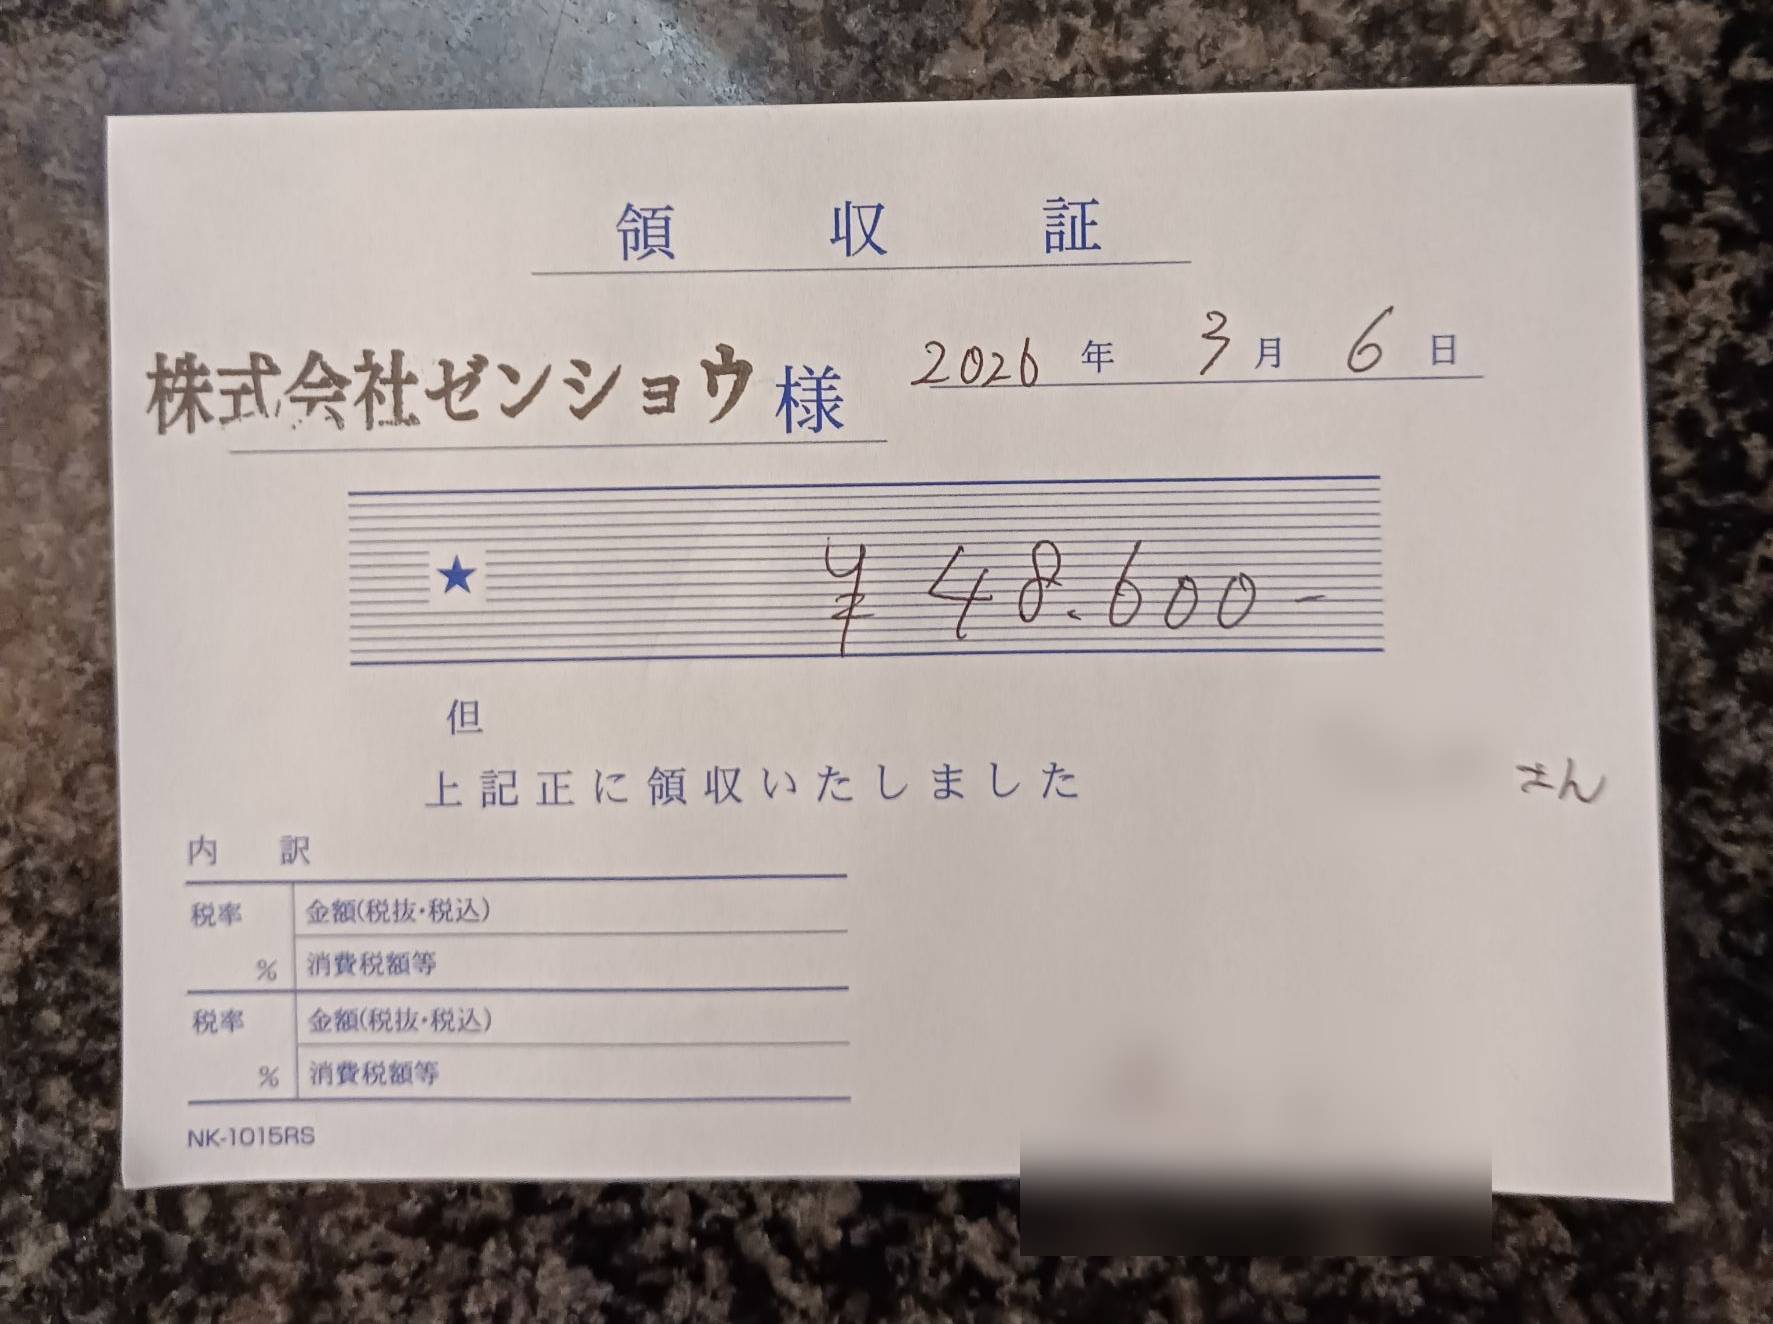 領収証
株式会社ゼンショウ様 2026年3月6日
★ ¥48.600-
但
上記正に領収いたしました さん
内訳
税率 % 金額(税抜・税込)
消費税額等
税率 % 金額(税抜・税込)
消費税額等
NK-1015RS